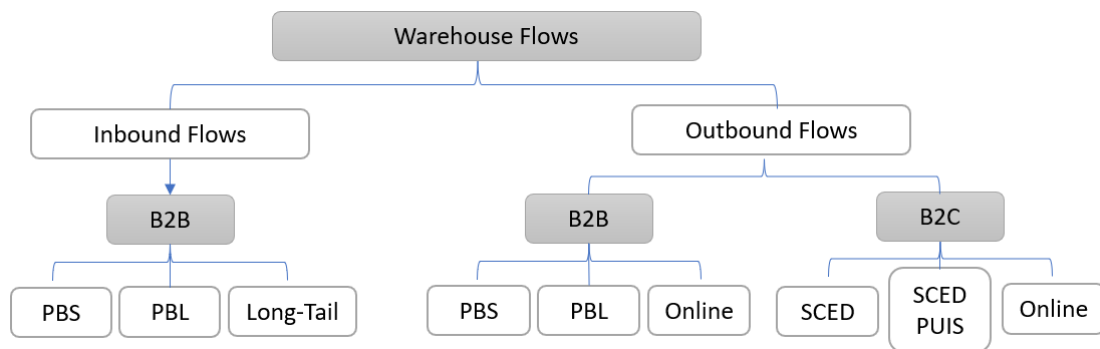 Warehouse Flows
Inbound Flows
Outbound Flows
B2B
B2B
B2C
PBS
PBL
Long-Tail
PBS
PBL
Online
SCED
SCED
PUIS
Online